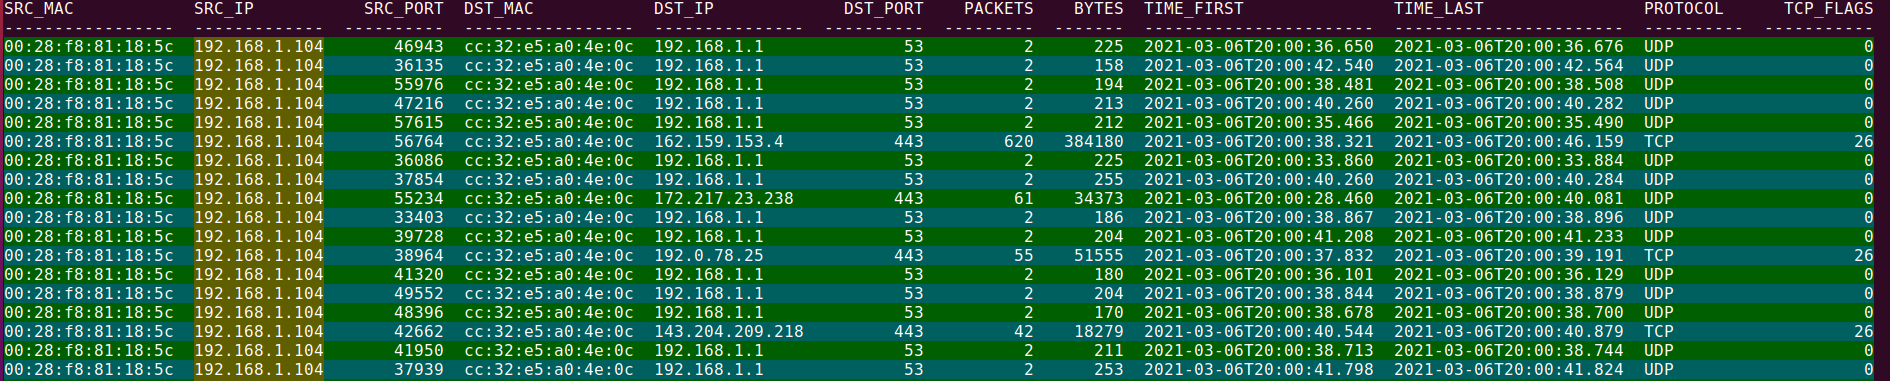 SRC_MAC SRC_IP SRC_PORT DST_MAC DST_IP DST_PORT PACKETS BYTES TIME_FIRST TIME_LAST PROTOCOL TCP_FLAGS
----------------- ------------- ---------- ----------------- --------------- ---------- --------- ------- ----------------------- ----------------------- ---------- -----------
00:28:f8:81:18:5c 192.168.1.104 46943 cc:32:e5:a0:4e:0c 192.168.1.1 53 2 225 2021-03-06T20:00:36.650 2021-03-06T20:00:36.676 UDP 0
00:28:f8:81:18:5c 192.168.1.104 36135 cc:32:e5:a0:4e:0c 192.168.1.1 53 2 158 2021-03-06T20:00:42.540 2021-03-06T20:00:42.564 UDP 0
00:28:f8:81:18:5c 192.168.1.104 55976 cc:32:e5:a0:4e:0c 192.168.1.1 53 2 194 2021-03-06T20:00:38.481 2021-03-06T20:00:38.508 UDP 0
00:28:f8:81:18:5c 192.168.1.104 47216 cc:32:e5:a0:4e:0c 192.168.1.1 53 2 213 2021-03-06T20:00:40.260 2021-03-06T20:00:40.282 UDP 0
00:28:f8:81:18:5c 192.168.1.104 57615 cc:32:e5:a0:4e:0c 192.168.1.1 53 2 212 2021-03-06T20:00:35.466 2021-03-06T20:00:35.490 UDP 0
00:28:f8:81:18:5c 192.168.1.104 56764 cc:32:e5:a0:4e:0c 162.159.153.4 443 620 384180 2021-03-06T20:00:38.321 2021-03-06T20:00:46.159 TCP 26
00:28:f8:81:18:5c 192.168.1.104 36086 cc:32:e5:a0:4e:0c 192.168.1.1 53 2 225 2021-03-06T20:00:33.860 2021-03-06T20:00:33.884 UDP 0
00:28:f8:81:18:5c 192.168.1.104 37854 cc:32:e5:a0:4e:0c 192.168.1.1 53 2 255 2021-03-06T20:00:40.260 2021-03-06T20:00:40.284 UDP 0
00:28:f8:81:18:5c 192.168.1.104 55234 cc:32:e5:a0:4e:0c 172.217.23.238 443 61 34373 2021-03-06T20:00:28.460 2021-03-06T20:00:40.081 UDP 0
00:28:f8:81:18:5c 192.168.1.104 33403 cc:32:e5:a0:4e:0c 192.168.1.1 53 2 186 2021-03-06T20:00:38.867 2021-03-06T20:00:38.896 UDP 0
00:28:f8:81:18:5c 192.168.1.104 39728 cc:32:e5:a0:4e:0c 192.168.1.1 53 2 204 2021-03-06T20:00:41.208 2021-03-06T20:00:41.233 UDP 0
00:28:f8:81:18:5c 192.168.1.104 38964 cc:32:e5:a0:4e:0c 192.0.78.25 443 55 51555 2021-03-06T20:00:37.832 2021-03-06T20:00:39.191 TCP 26
00:28:f8:81:18:5c 192.168.1.104 41320 cc:32:e5:a0:4e:0c 192.168.1.1 53 2 180 2021-03-06T20:00:36.101 2021-03-06T20:00:36.129 UDP 0
00:28:f8:81:18:5c 192.168.1.104 49552 cc:32:e5:a0:4e:0c 192.168.1.1 53 2 204 2021-03-06T20:00:38.844 2021-03-06T20:00:38.879 UDP 0
00:28:f8:81:18:5c 192.168.1.104 48396 cc:32:e5:a0:4e:0c 192.168.1.1 53 2 170 2021-03-06T20:00:38.678 2021-03-06T20:00:38.700 UDP 0
00:28:f8:81:18:5c 192.168.1.104 42662 cc:32:e5:a0:4e:0c 143.204.209.218 443 42 18279 2021-03-06T20:00:40.544 2021-03-06T20:00:40.879 TCP 26
00:28:f8:81:18:5c 192.168.1.104 41950 cc:32:e5:a0:4e:0c 192.168.1.1 53 2 211 2021-03-06T20:00:38.713 2021-03-06T20:00:38.744 UDP 0
00:28:f8:81:18:5c 192.168.1.104 37939 cc:32:e5:a0:4e:0c 192.168.1.1 53 2 253 2021-03-06T20:00:41.798 2021-03-06T20:00:41.824 UDP 0